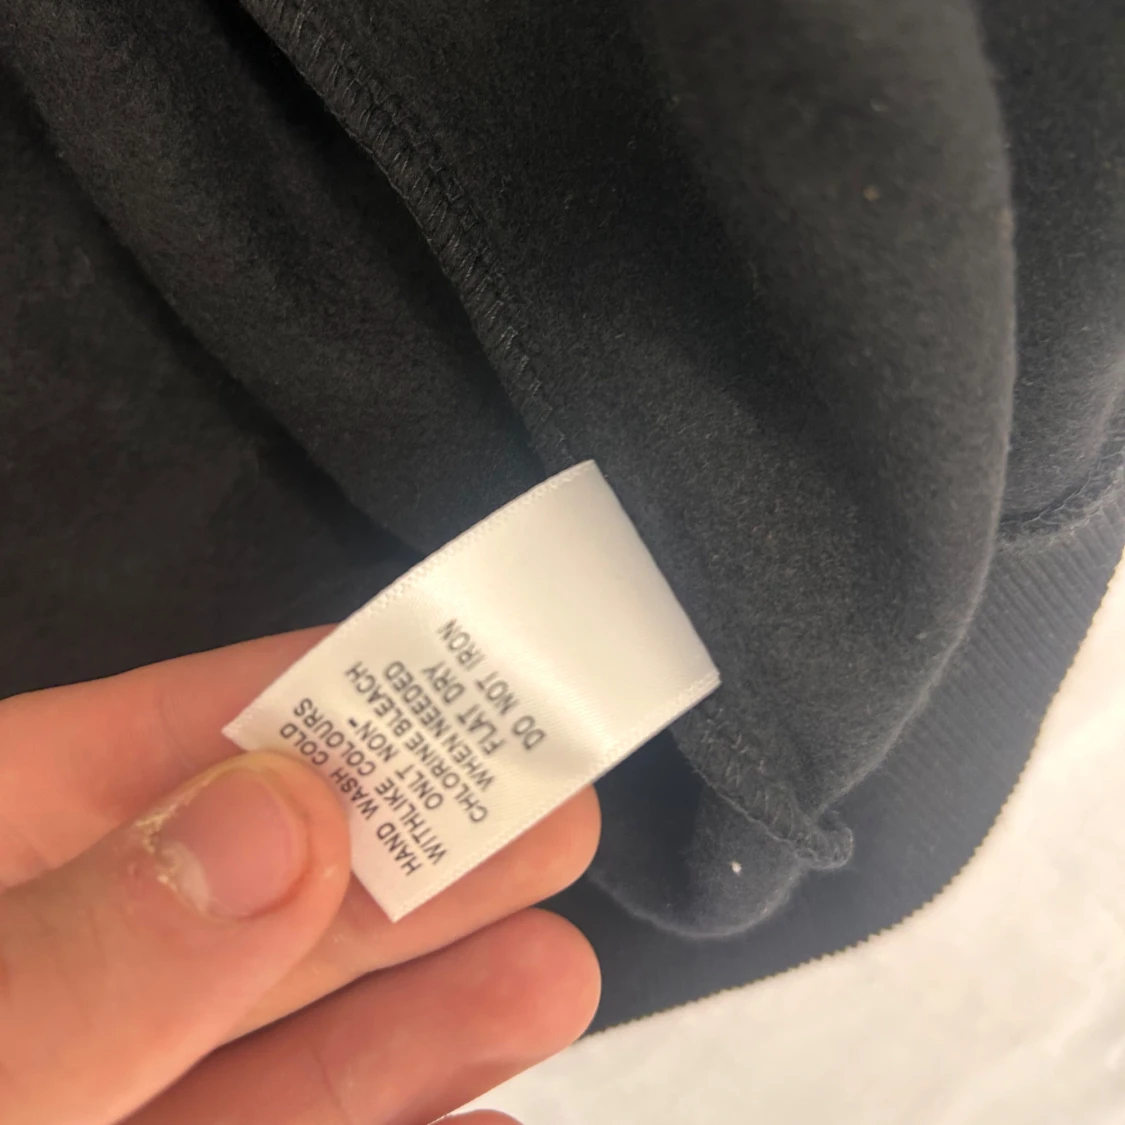 HAND WASH COLD
WITHLIKE COLOURS
ONLT NON-
CHLORINE BLEACH
WHEN NEEDED
FLAT DRY
DO NOT IRON